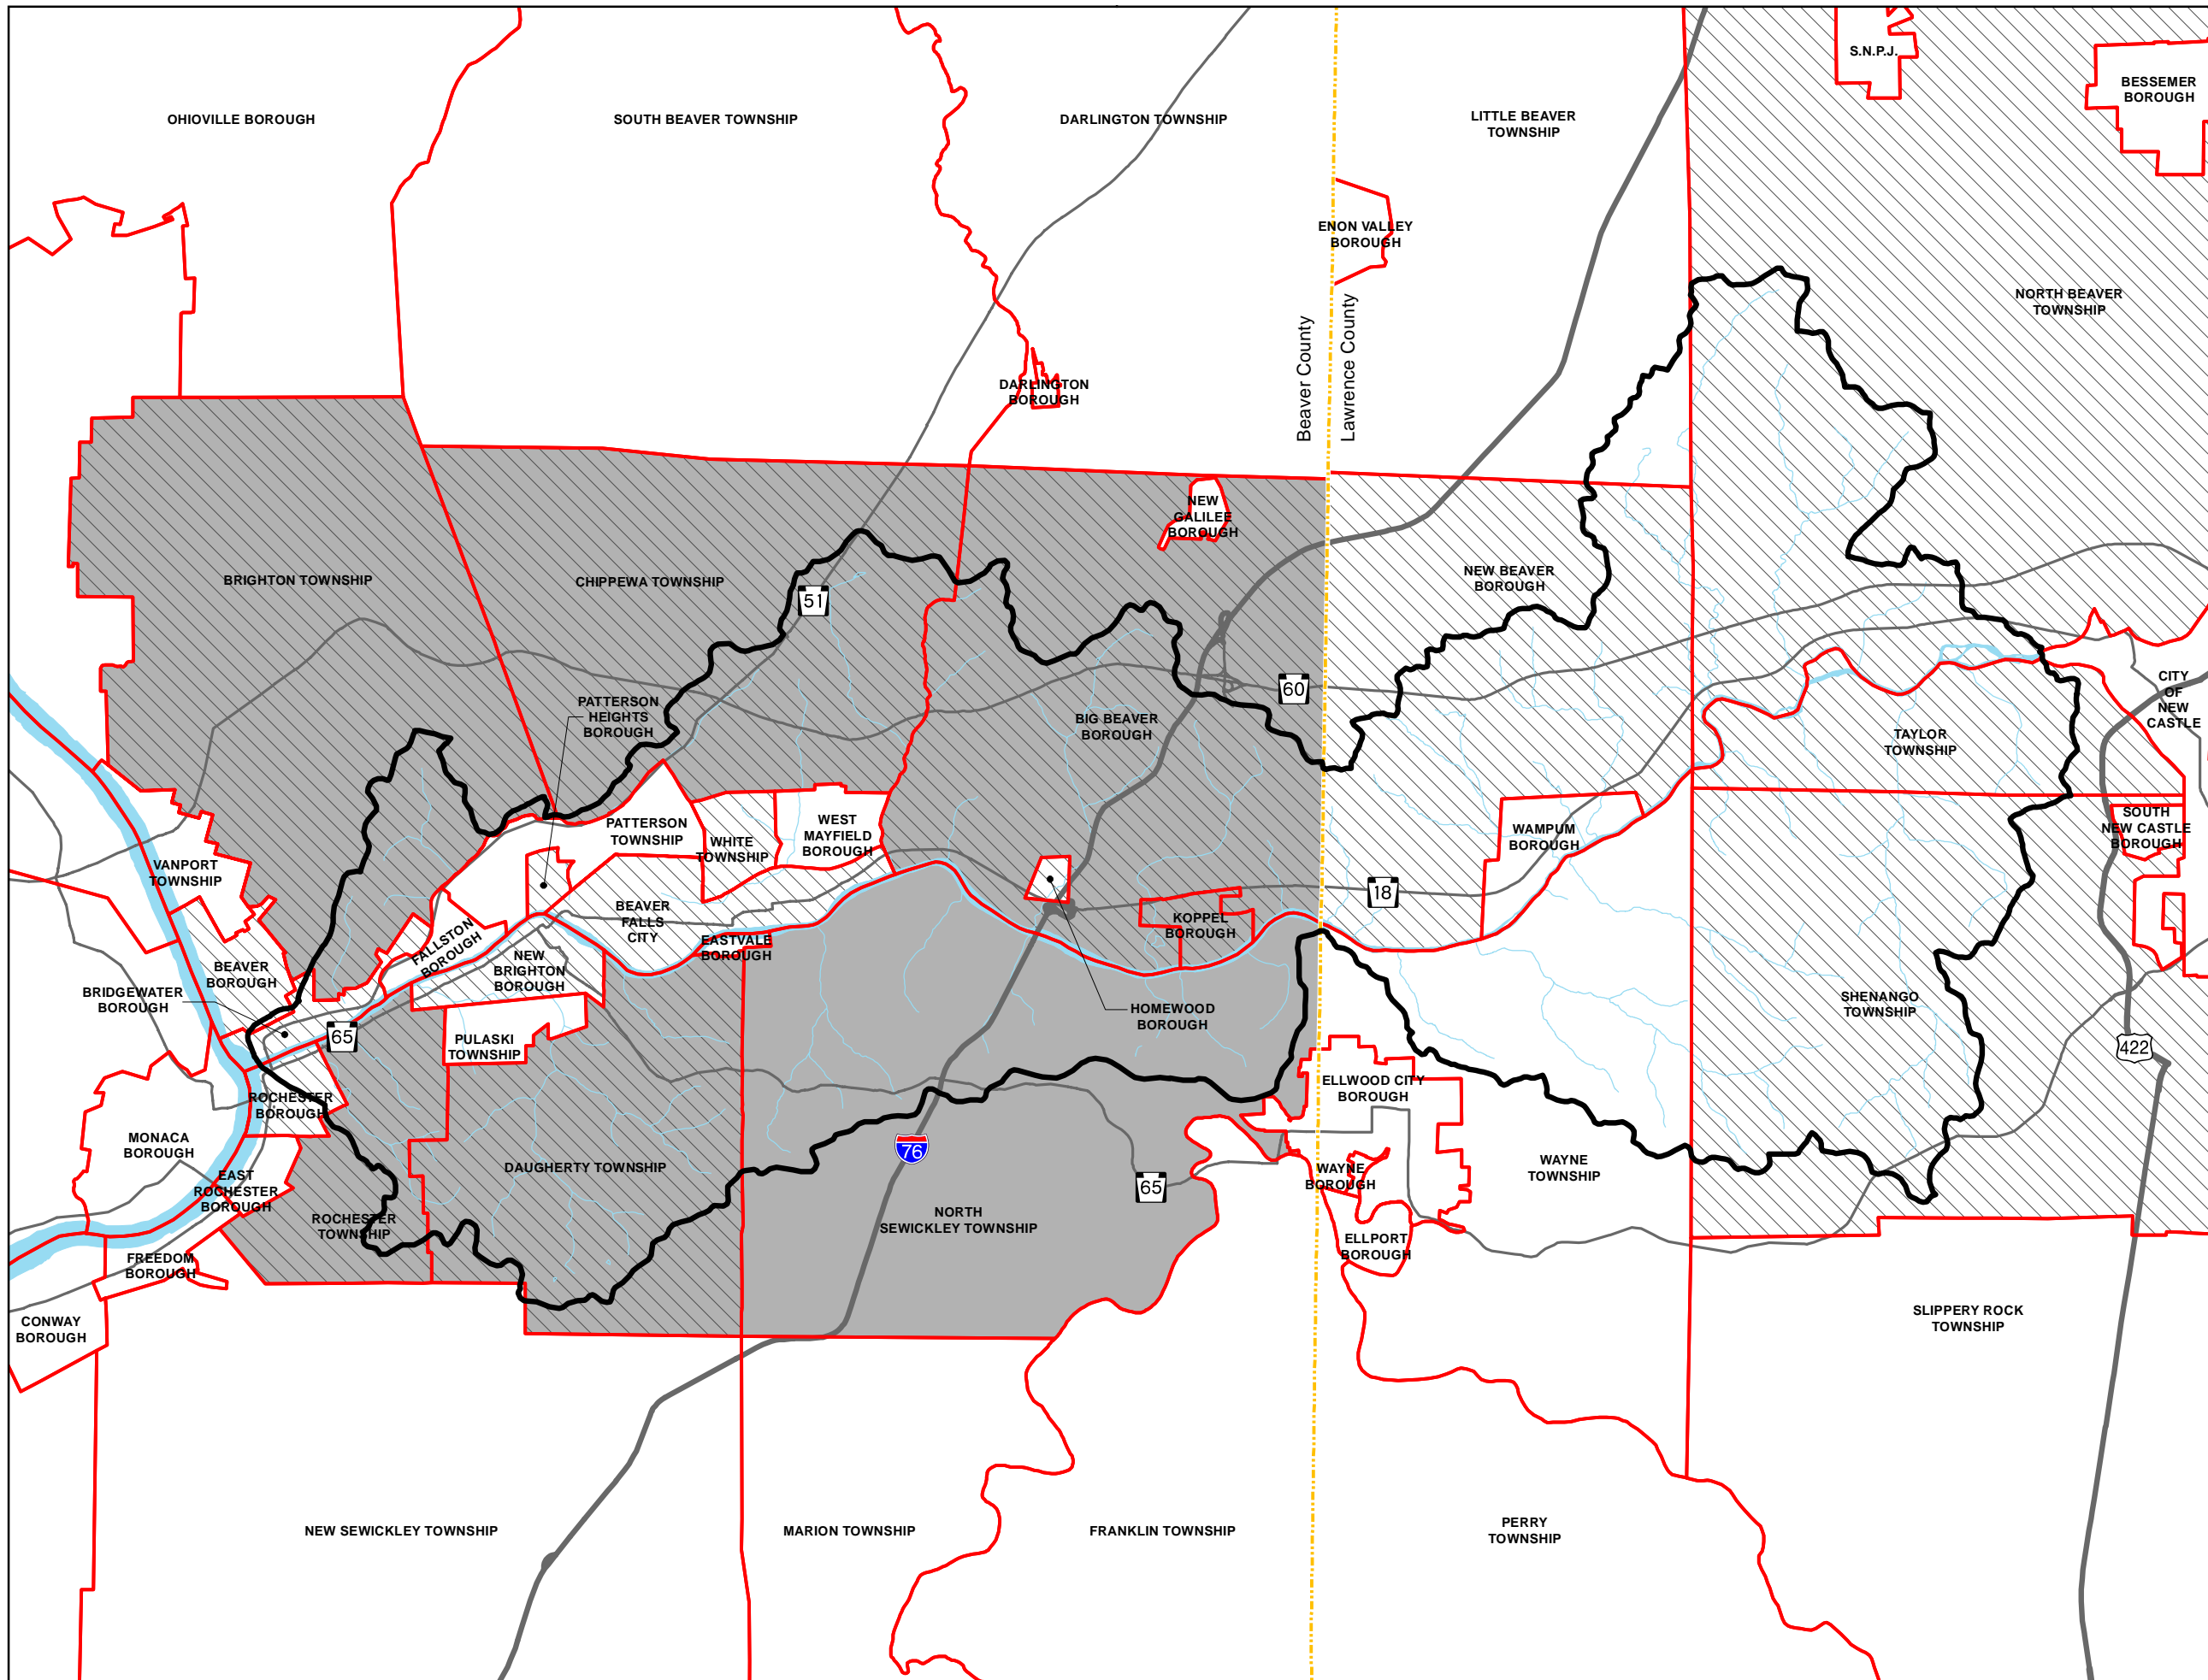 S.N.P.J.
BESSEMER
BOROUGH
OHIOVILLE BOROUGH
SOUTH BEAVER TOWNSHIP
DARLINGTON TOWNSHIP
LITTLE BEAVER
TOWNSHIP
ENON VALLEY
BOROUGH
NORTH BEAVER
TOWNSHIP
Beaver County
Lawrence County
DARLINGTON
BOROUGH
NEW
GALILEE
BOROUGH
BRIGHTON TOWNSHIP
CHIPPEWA TOWNSHIP
NEW BEAVER
BOROUGH
51
60
PATTERSON
HEIGHTS
BOROUGH
BIG BEAVER
BOROUGH
CITY
OF
NEW
CASTLE
TAYLOR
TOWNSHIP
PATTERSON
TOWNSHIP
WHITE
TOWNSHIP
WEST
MAYFIELD
BOROUGH
WAMPUM
BOROUGH
SOUTH
NEW CASTLE
BOROUGH
VANPORT
TOWNSHIP
18
BEAVER
FALLS
CITY
KOPPEL
BOROUGH
FALLSTON
BOROUGH
EASTVALE
BOROUGH
NEW
BRIGHTON
BOROUGH
BEAVER
BOROUGH
BRIDGEWATER
BOROUGH
HOMEWOOD
BOROUGH
SHENANGO
TOWNSHIP
65
PULASKI
TOWNSHIP
422
ELLWOOD CITY
BOROUGH
ROCHESTER
BOROUGH
MONACA
BOROUGH
76
DAUGHERTY TOWNSHIP
WAYNE
BOROUGH
WAYNE
TOWNSHIP
65
EAST
ROCHESTER
BOROUGH
ROCHESTER
TOWNSHIP
NORTH
SEWICKLEY TOWNSHIP
ELLPORT
BOROUGH
FREEDOM
BOROUGH
CONWAY
BOROUGH
SLIPPERY ROCK
TOWNSHIP
NEW SEWICKLEY TOWNSHIP
MARION TOWNSHIP
FRANKLIN TOWNSHIP
PERRY
TOWNSHIP